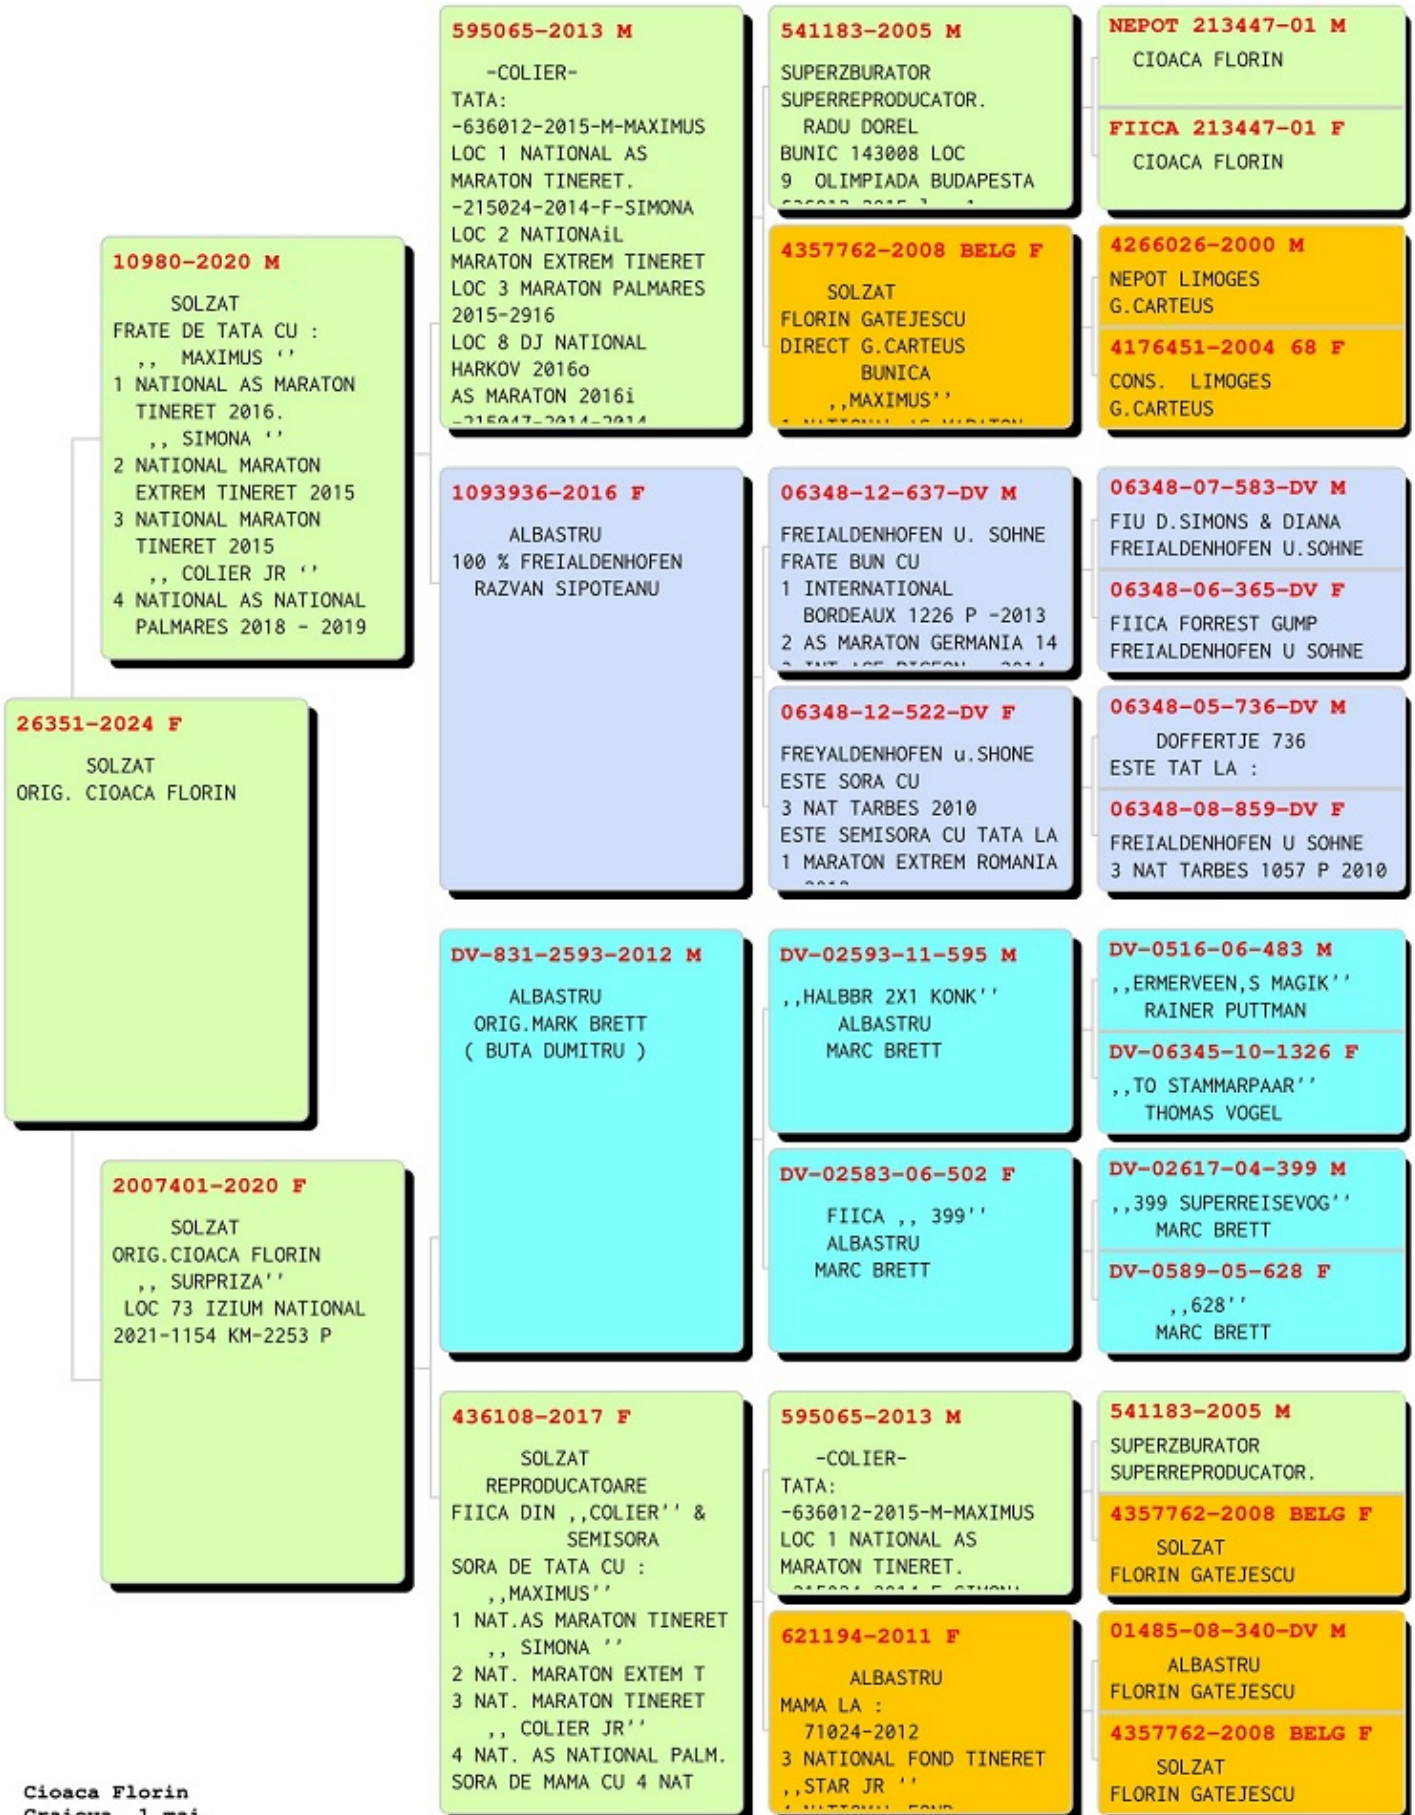 595065-2013 M
-COLIER-
TATA:
-636012-2015-M-MAXIMUS
LOC 1 NATIONAL AS
MARATON TINERET.
-215024-2014-F-SIMONA
LOC 2 NATIONAiL
MARATON EXTREM TINERET
LOC 3 MARATON PALMARES
2015-2916
LOC 8 DJ NATIONAL
HARKOV 2016o
AS MARATON 2016i
-215047-2014-2014
541183-2005 M
SUPERZBURATOR
SUPERREPRODUCATOR.
RADU DOREL
BUNIC 143008 LOC
9 OLIMPIADA BUDAPESTA
NEPOT 213447-01 M
CIOACA FLORIN
FIICA 213447-01 F
CIOACA FLORIN
4357762-2008 BELG F
SOLZAT
FLORIN GATEJESCU
DIRECT G.CARTEUS
BUNICA
,,MAXIMUS''
1 NATIONAL AS MARATON
4266026-2000 M
NEPOT LIMOGES
G.CARTEUS
4176451-2004 68 F
CONS. LIMOGES
G.CARTEUS
10980-2020 M
SOLZAT
FRATE DE TATA CU :
,, MAXIMUS ‘’
1 NATIONAL AS MARATON
TINERET 2016.
,, SIMONA ‘’
2 NATIONAL MARATON
EXTREM TINERET 2015
3 NATIONAL MARATON
TINERET 2015
,, COLIER JR ‘’
4 NATIONAL AS NATIONAL
PALMARES 2018 - 2019
1093936-2016 F
ALBASTRU
100 % FREIALDENHOFEN
RAZVAN SIPOTEANU
06348-12-637-DV M
FREIALDENHOFEN U. SOHNE
FRATE BUN CU
1 INTERNATIONAL
BORDEAUX 1226 P -2013
2 AS MARATON GERMANIA 14
06348-07-583-DV M
FIU D.SIMONS & DIANA
FREIALDENHOFEN U.SOHNE
06348-06-365-DV F
FIICA FORREST GUMP
FREIALDENHOFEN U SOHNE
06348-12-522-DV F
FREYALDENHOFEN u.SHONE
ESTE SORA CU
3 NAT TARBES 2010
ESTE SEMISORA CU TATA LA
1 MARATON EXTREM ROMANIA
06348-05-736-DV M
DOFFERTJE 736
ESTE TAT LA :
06348-08-859-DV F
FREIALDENHOFEN U SOHNE
3 NAT TARBES 1057 P 2010
26351-2024 F
SOLZAT
ORIG. CIOACA FLORIN
DV-831-2593-2012 M
ALBASTRU
ORIG.MARK BRETT
( BUTA DUMITRU )
DV-02593-11-595 M
,,HALBBR 2X1 KONK''
ALBASTRU
MARC BRETT
DV-0516-06-483 M
,,ERMERVEEN,S MAGIK''
RAINER PUTTMAN
DV-06345-10-1326 F
,,TO STAMMARPAAR''
THOMAS VOGEL
DV-02583-06-502 F
FIICA ,, 399''
ALBASTRU
MARC BRETT
DV-02617-04-399 M
,,399 SUPERREISEVOG''
MARC BRETT
DV-0589-05-628 F
,,628''
MARC BRETT
2007401-2020 F
SOLZAT
ORIG.CIOACA FLORIN
,, SURPRIZA''
LOC 73 IZIUM NATIONAL
2021-1154 KM-2253 P
436108-2017 F
SOLZAT
REPRODUCATOARE
FIICA DIN ,,COLIER'' &
SEMISORA
SORA DE TATA CU :
,,MAXIMUS''
1 NAT.AS MARATON TINERET
,, SIMONA ''
2 NAT. MARATON EXTEM T
3 NAT. MARATON TINERET
,, COLIER JR''
4 NAT. AS NATIONAL PALM.
SORA DE MAMA CU 4 NAT
595065-2013 M
-COLIER-
TATA:
-636012-2015-M-MAXIMUS
LOC 1 NATIONAL AS
MARATON TINERET.
541183-2005 M
SUPERZBURATOR
SUPERREPRODUCATOR.
4357762-2008 BELG F
SOLZAT
FLORIN GATEJESCU
621194-2011 F
ALBASTRU
MAMA LA :
71024-2012
3 NATIONAL FOND TINERET
,,STAR JR ''
01485-08-340-DV M
ALBASTRU
FLORIN GATEJESCU
4357762-2008 BELG F
SOLZAT
FLORIN GATEJESCU
Cioaca Florin
Craiova, 1 mai